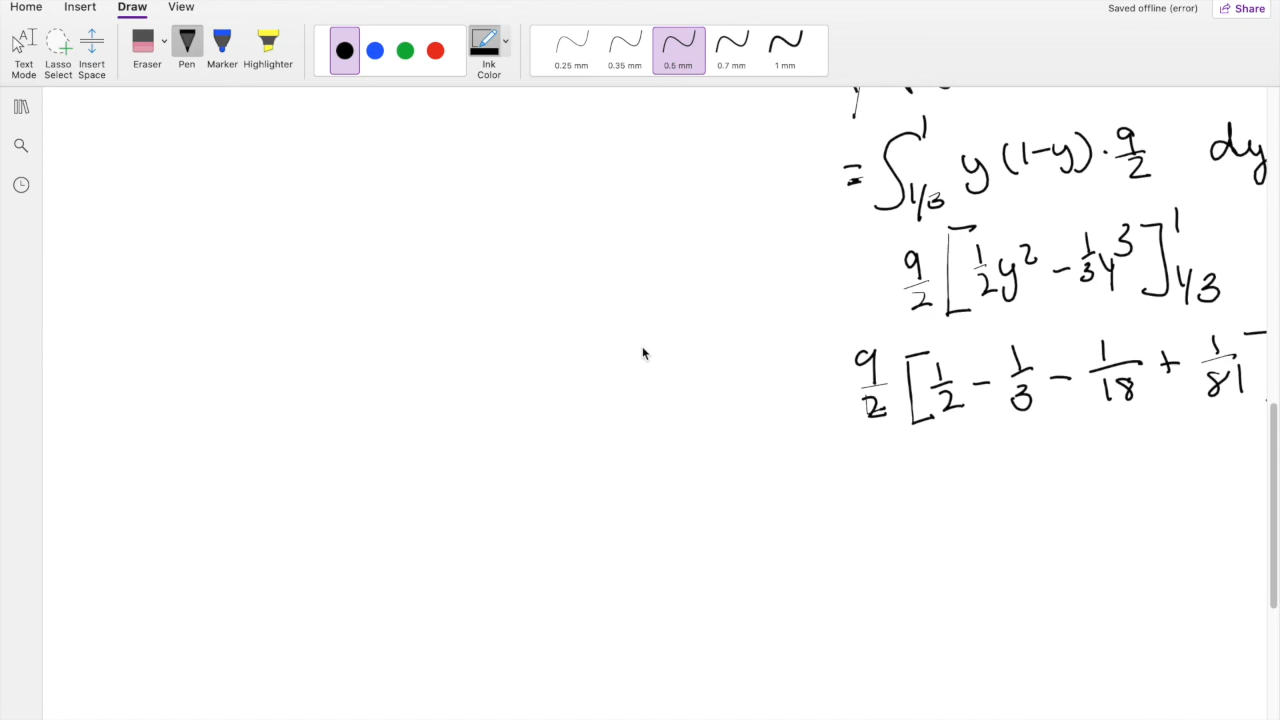 Home Insert Draw View
Saved offline (error) Share
Text Mode Lasso Select Insert Space Eraser Pen Marker Highlighter Ink Color 0.25 mm 0.35 mm 0.5 mm 0.7 mm 1 mm
= ∫_{1/3}^{1} y(1-y)·9/2 dy
9/2 [1/2 y² - 1/3 y³]_{1/3}^{1}
9/2 [1/2 - 1/3 - 1/18 + 1/81